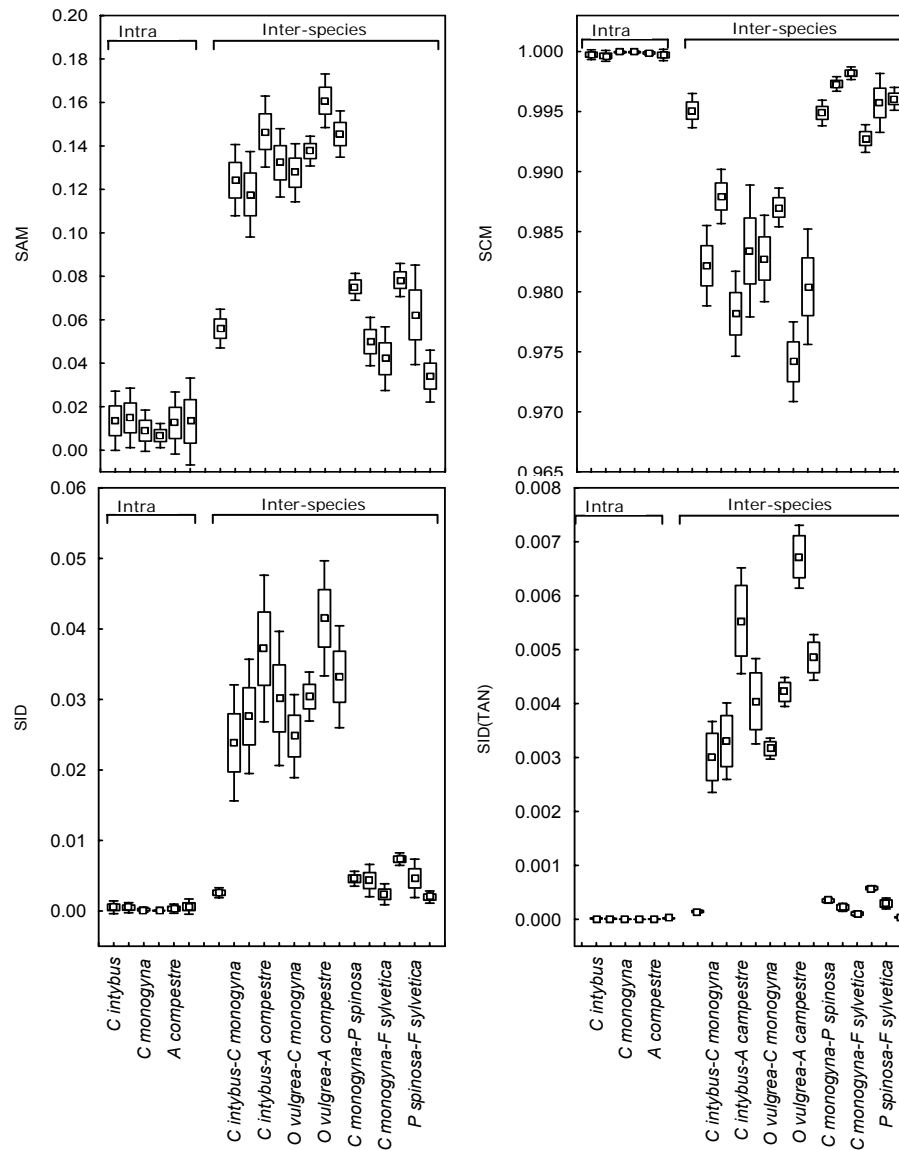 0.20
0.18
0.16
0.14
0.12
0.10
0.08
0.06
0.04
0.02
0.00
SAM
Intra
Inter-species
1.000
0.995
0.990
0.985
0.980
0.975
0.970
0.965
SCM
Intra
Inter-species
0.06
0.05
0.04
0.03
0.02
0.01
0.00
SID
Intra
Inter-species
0.008
0.007
0.006
0.005
0.004
0.003
0.002
0.001
0.000
SID(TAN)
Intra
Inter-species
C intybus
C monogyna
A compestre
C intybus-C monogyna
C intybus-A compestre
O vulgrea-C monogyna
O vulgrea-A compestre
C monogyna-P spinosa
C monogyna-F sylvetica
P spinosa-F sylvetica
C intybus
C monogyna
A compestre
C intybus-C monogyna
C intybus-A campestre
O vulgrea-C monogyna
O vulgrea-A campestre
C monogyna-P spinosa
C monogyna-F sylvetica
P spinosa-F sylvetica